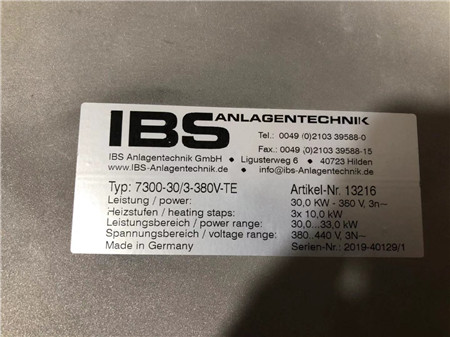 IBS ANLAGENTECHNIK
Tel.: 0049 (0)2103 39588-0
Fax.: 0049 (0)2103 39588-15
IBS Anlagentechnik GmbH • Ligusterweg 6 • 40723 Hilden
www.IBS-Anlagentechnik.de • info@ibs-Anlagentechnik.de
Typ: 7300-30/3-380V-TE Artikel-Nr. 13216
Leistung / power: 30,0 KW - 360 V, 3n~
Heizstufen / heating staps: 3x 10,0 kW
Leistungsbereich / power range: 30,0...33,0 kW
Spannungsbereich / voltage range: 380..440 V, 3N~
Made in Germany Serien-Nr.: 2019-40129/1